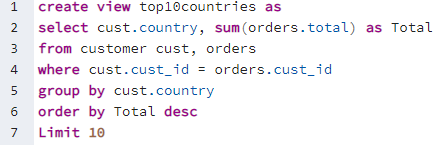 1 create view top10countries as
2 select cust.country, sum(orders.total) as Total
3 from customer cust, orders
4 where cust.cust_id = orders.cust_id
5 group by cust.country
6 order by Total desc
7 Limit 10